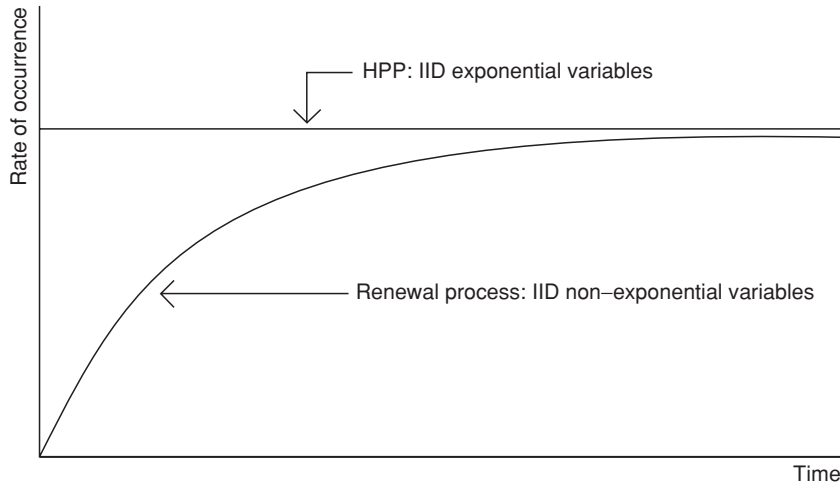 Rate of occurrence
HPP: IID exponential variables
Renewal process: IID non−exponential variables
Time